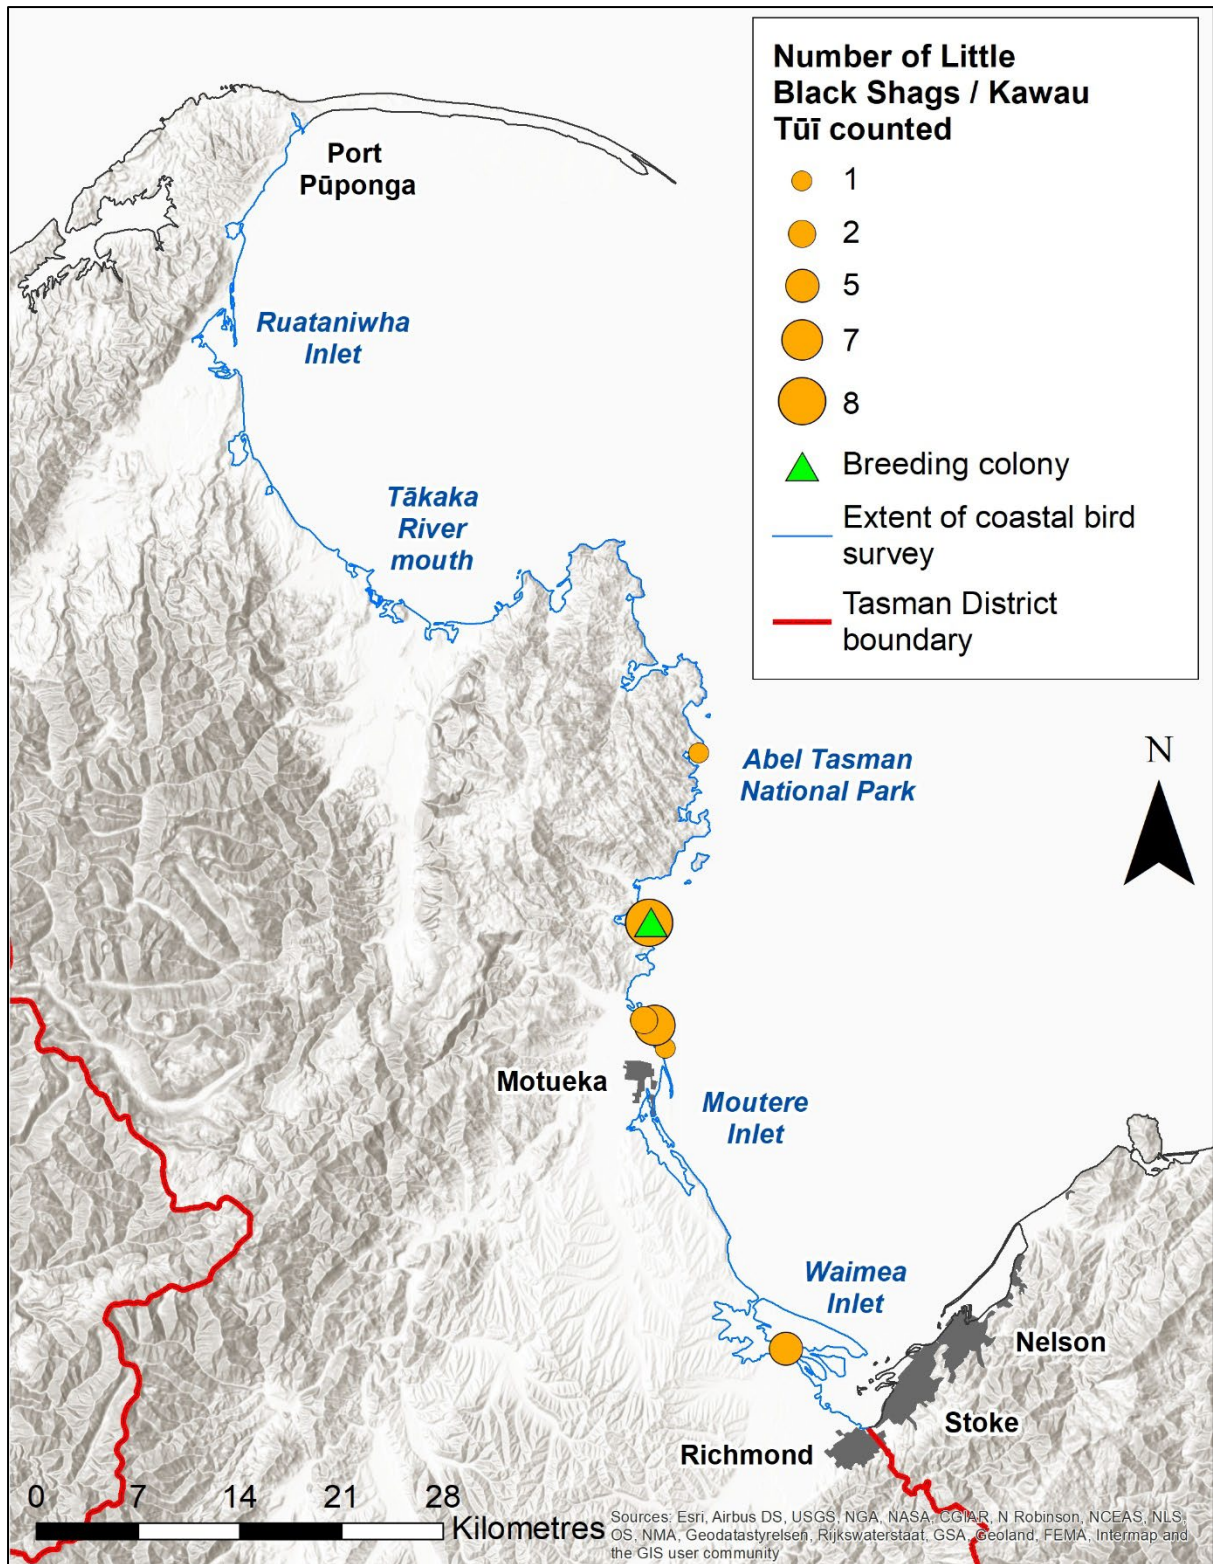 Number of Little
Black Shags / Kawau
Tūī counted
1
2
5
7
8
Breeding colony
Extent of coastal bird
survey
Tasman District
boundary
Port
Pūponga
Ruataniwha
Inlet
Tākaka
River
mouth
N
Abel Tasman
National Park
Motueka
Moutere
Inlet
Waimea
Inlet
Nelson
Stoke
Richmond
0 7 14 21 28
Kilometres
Sources: Esri, Airbus DS, USGS, NGA, NASA, CGIAR, N Robinson, NCEAS, NLS,
OS, NMA, Geodatastyrelsen, Rijkswaterstaat, GSA, Geoland, FEMA, Intermap and
the GIS user community